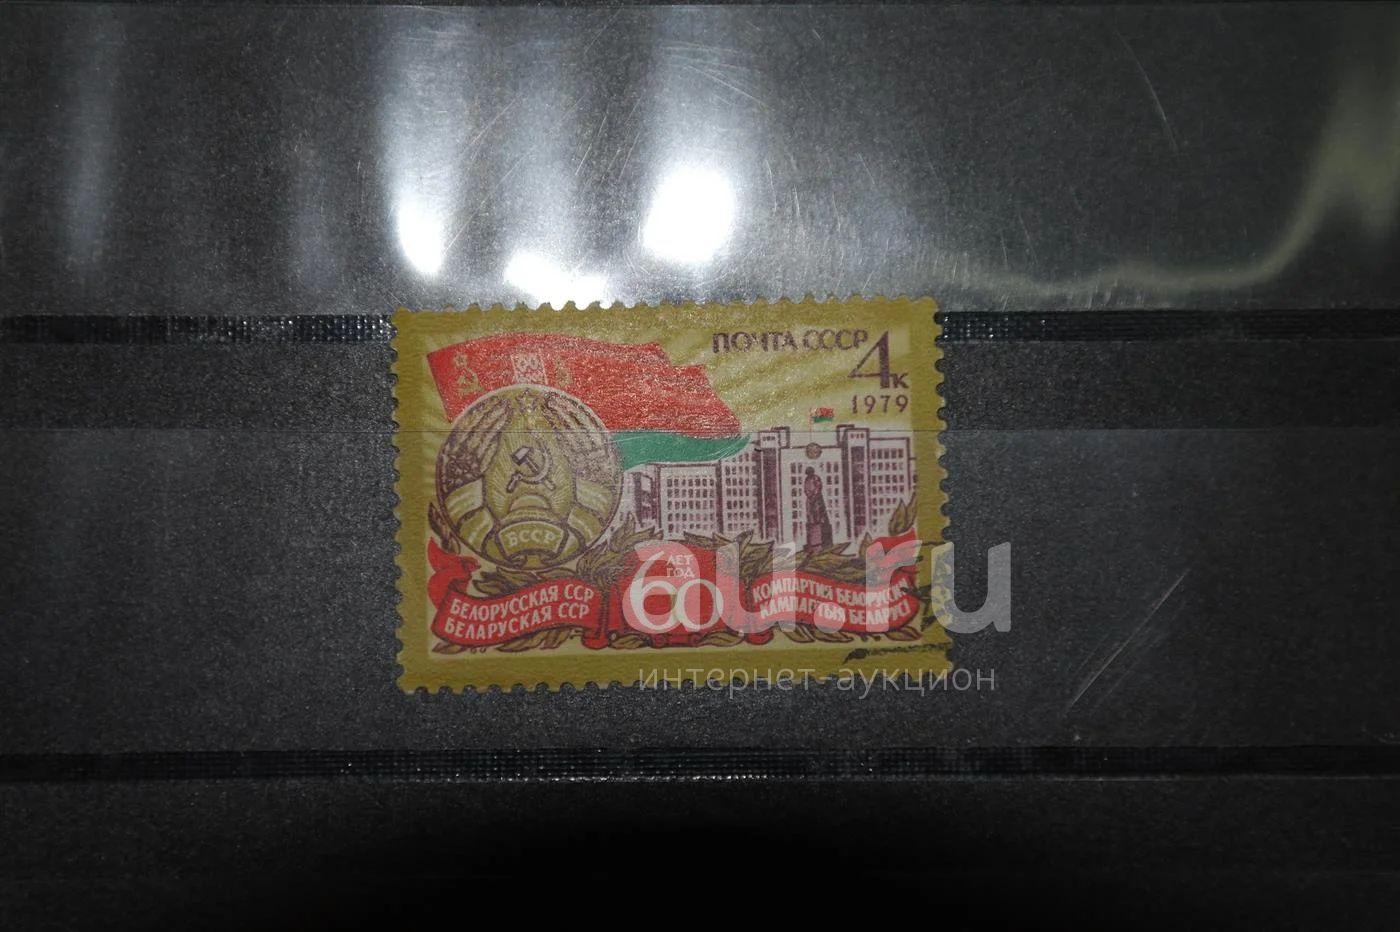 ПОЧТА СССР
4к
1979
БССР
БЕЛОРУССКАЯ ССР
БЕЛАРУСКАЯ ССР
60
ЛЕТ
ГОД
КОМПАРТИЯ БЕЛОРУССИИ
КАМПАРТЫЯ БЕЛАРУСІ
au.ru
интернет-аукцион